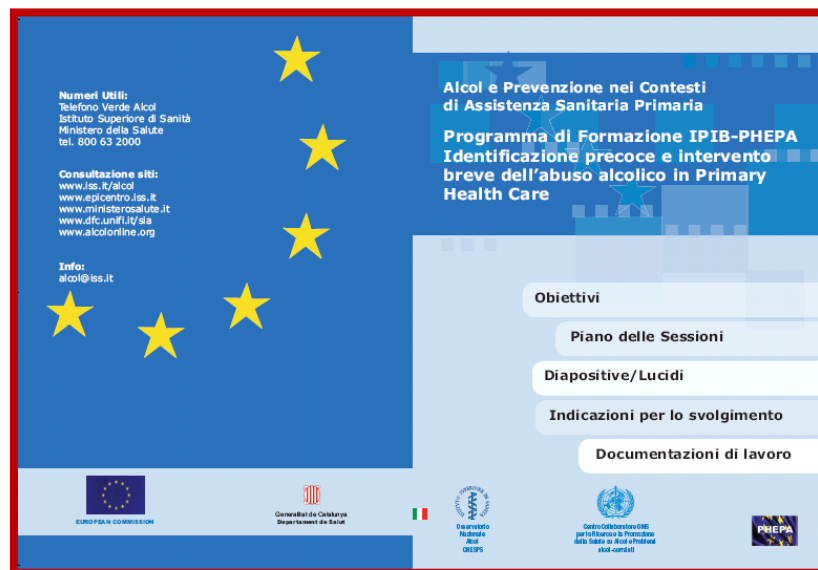 Numeri Utili:
Telefono Verde Alcol
Istituto Superiore di Sanità
Ministero della Salute
tel. 800 63 2000
Consultazione siti:
www.iss.it/alcol
www.epicentro.iss.it
www.ministerosalute.it
www.dfc.unifi.it/sia
www.alcolonline.org
Info:
alcol@iss.it
EUROPEAN COMMISSION
Generalitat de Catalunya
Departament de Salut
Alcol e Prevenzione nei Contesti
di Assistenza Sanitaria Primaria
Programma di Formazione IPIB-PHEPA
Identificazione precoce e intervento
breve dell'abuso alcolico in Primary
Health Care
Obiettivi
Piano delle Sessioni
Diapositive/Lucidi
Indicazioni per lo svolgimento
Documentazioni di lavoro
Osservatorio
Nazionale
Alcol
CNESPS
Centro Collaboratore OMS
per la Ricerca e la Promozione
della Salute su Alcol e Problemi
alcol-correlati
PHEPA